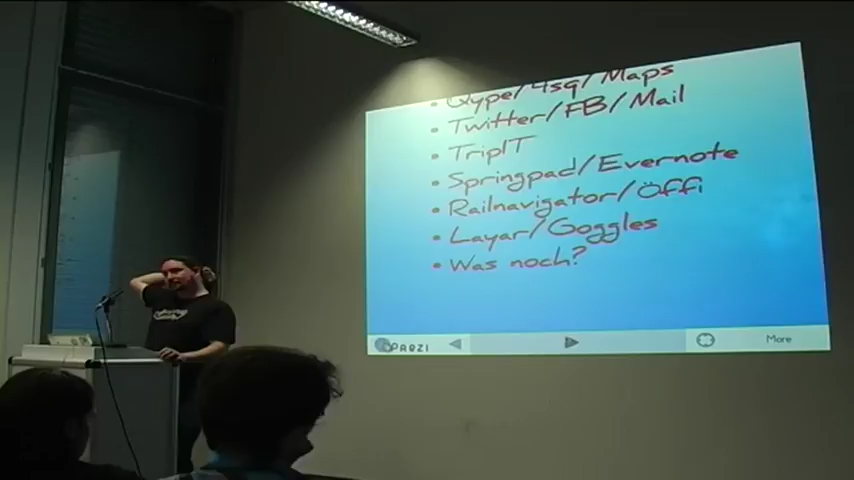 • Qype/4sq/Maps
• Twitter/FB/Mail
• TripIT
• Springpad/Evernote
• Railnavigator/Öffi
• Layar/Goggles
• Was noch?
PREZI
More